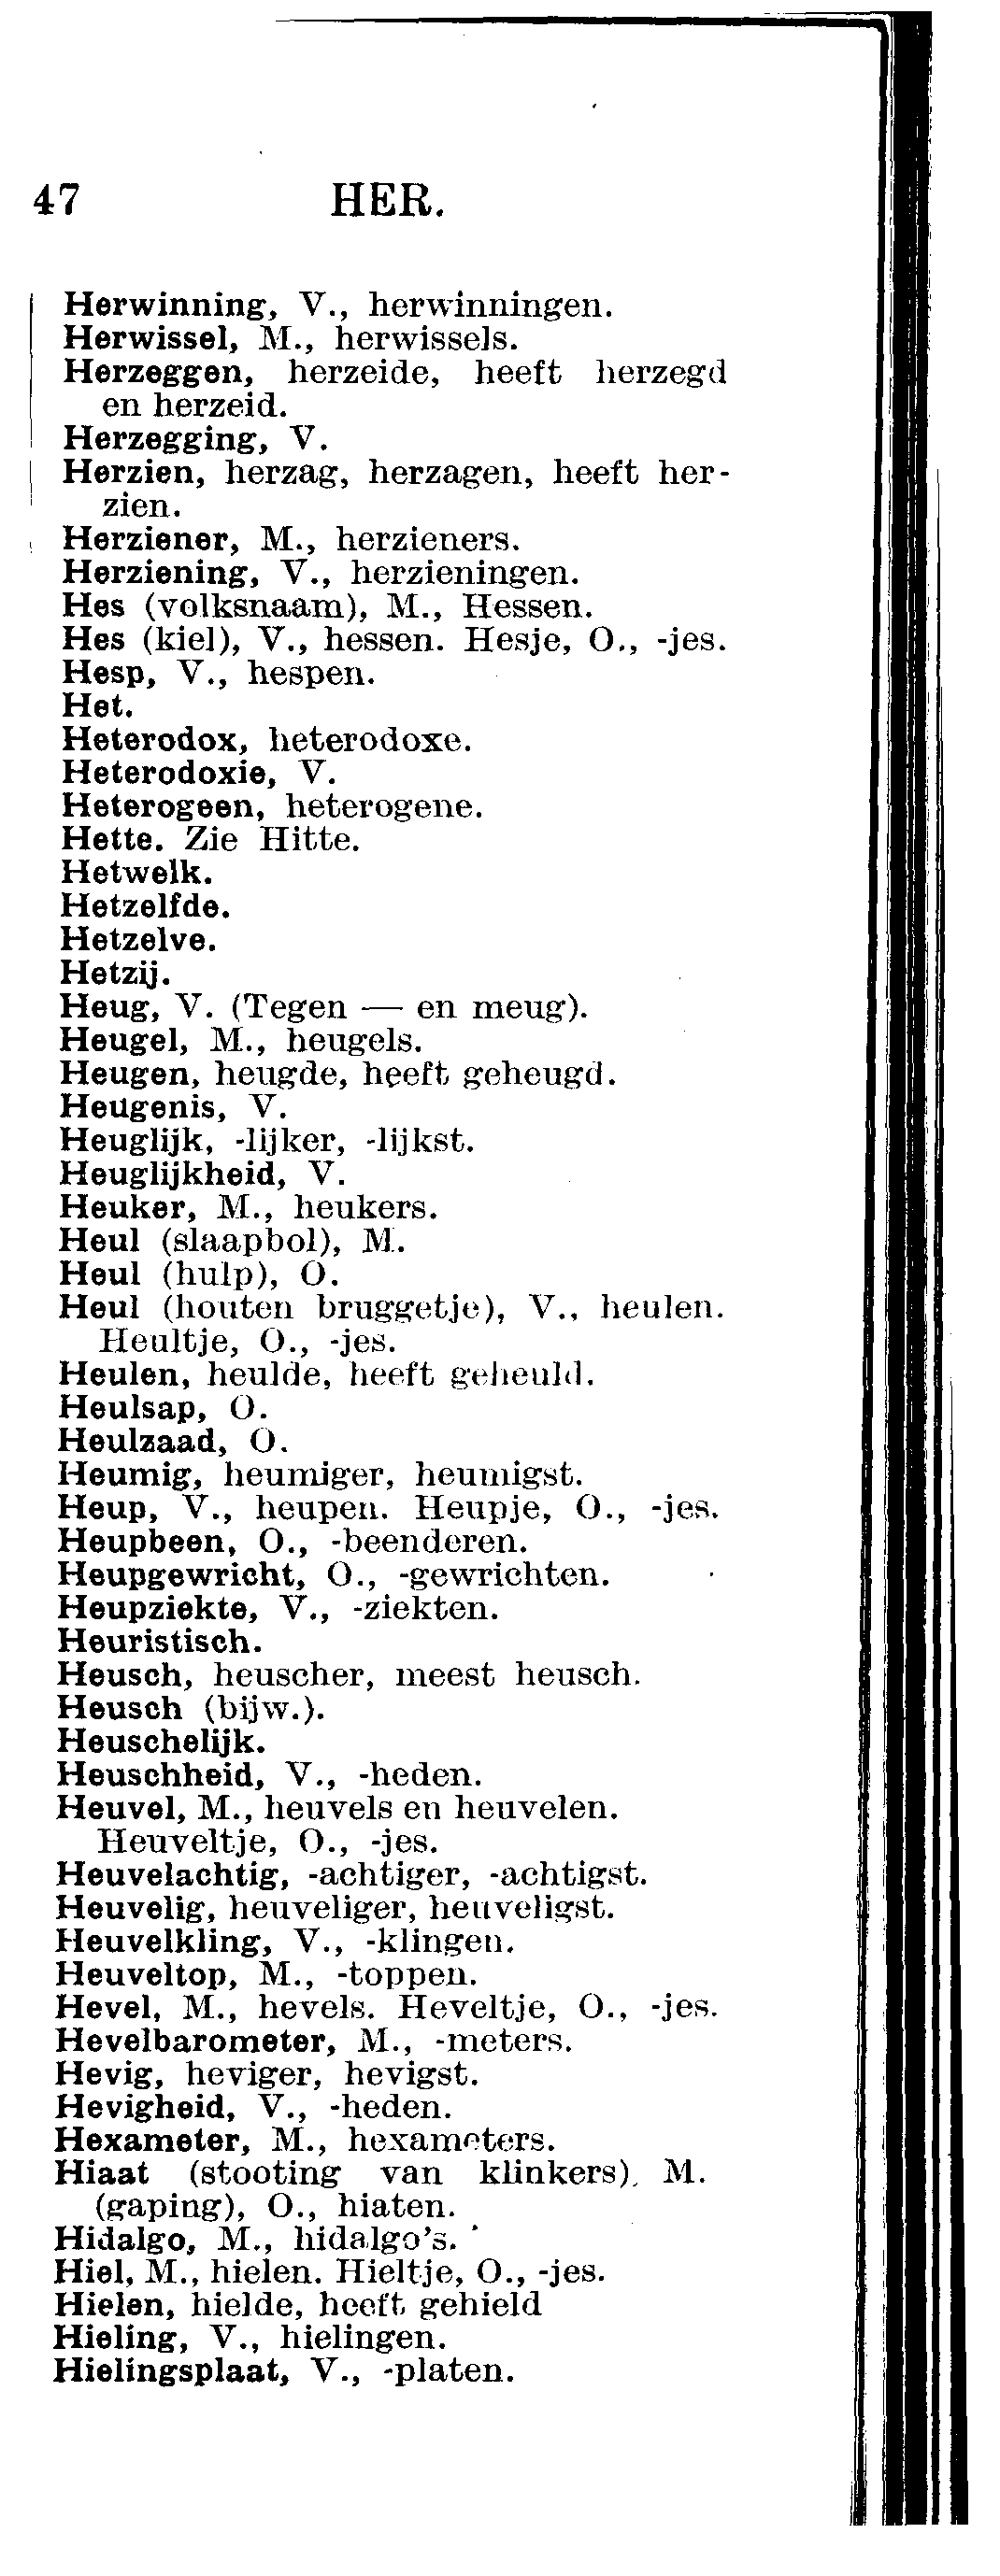 47 HER.
Herwinning, V., herwinningen.
Herwissel, M., herwissels.
Herzeggen, herzeide, heeft herzegd
en herzeid.
Herzegging, V.
Herzien, herzag, herzagen, heeft her-
zien.
Herziener, M., herzieners.
Herziening, V., herzieningen.
Hes (volksnaam), M., Hessen.
Hes (kiel), V., hessen. Hesje, O., -jes.
Hesp, V., hespen.
Het.
Heterodox, heterodoxe.
Heterodoxie, V.
Heterogeen, heterogene.
Hette. Zie Hitte.
Hetwelk.
Hetzelfde.
Hetzelve.
Hetzij.
Heug, V. (Tegen — en meug).
Heugel, M., heugels.
Heugen, heugde, heeft geheugd.
Heugenis, V.
Heuglijk, -lijker, -lijkst.
Heuglijkheid, V.
Heuker, M., heukers.
Heul (slaapbol), M.
Heul (hulp), O.
Heul (houten bruggetje), V., heulen.
Heultje, O., -jes.
Heulen, heulde, heeft geheuld.
Heulsap, O.
Heulzaad, O.
Heumig, heumiger, heumigst.
Heup, V., heupen. Heupje, O., -jes.
Heupbeen, O., -beenderen.
Heupgewricht, O., -gewrichten.
Heupziekte, V., -ziekten.
Heuristisch.
Heusch, heuscher, meest heusch.
Heusch (bijw.).
Heuschelijk.
Heuschheid, V., -heden.
Heuvel, M., heuvels en heuvelen.
Heuveltje, O., -jes.
Heuvelachtig, -achtiger, -achtigst.
Heuvelig, heuveliger, heuveligst.
Heuvelkling, V., -klingen.
Heuveltop, M., -toppen.
Hevel, M., hevels. Heveltje, O., -jes.
Hevelbarometer, M., -meters.
Hevig, heviger, hevigst.
Hevigheid, V., -heden.
Hexameter, M., hexameters.
Hiaat (stooting van klinkers), M.
(gaping), O., hiaten.
Hidalgo, M., hidalgo's.
Hiel, M., hielen. Hieltje, O., -jes.
Hielen, hielde, heeft gehield
Hieling, V., hielingen.
Hielingsplaat, V., -platen.